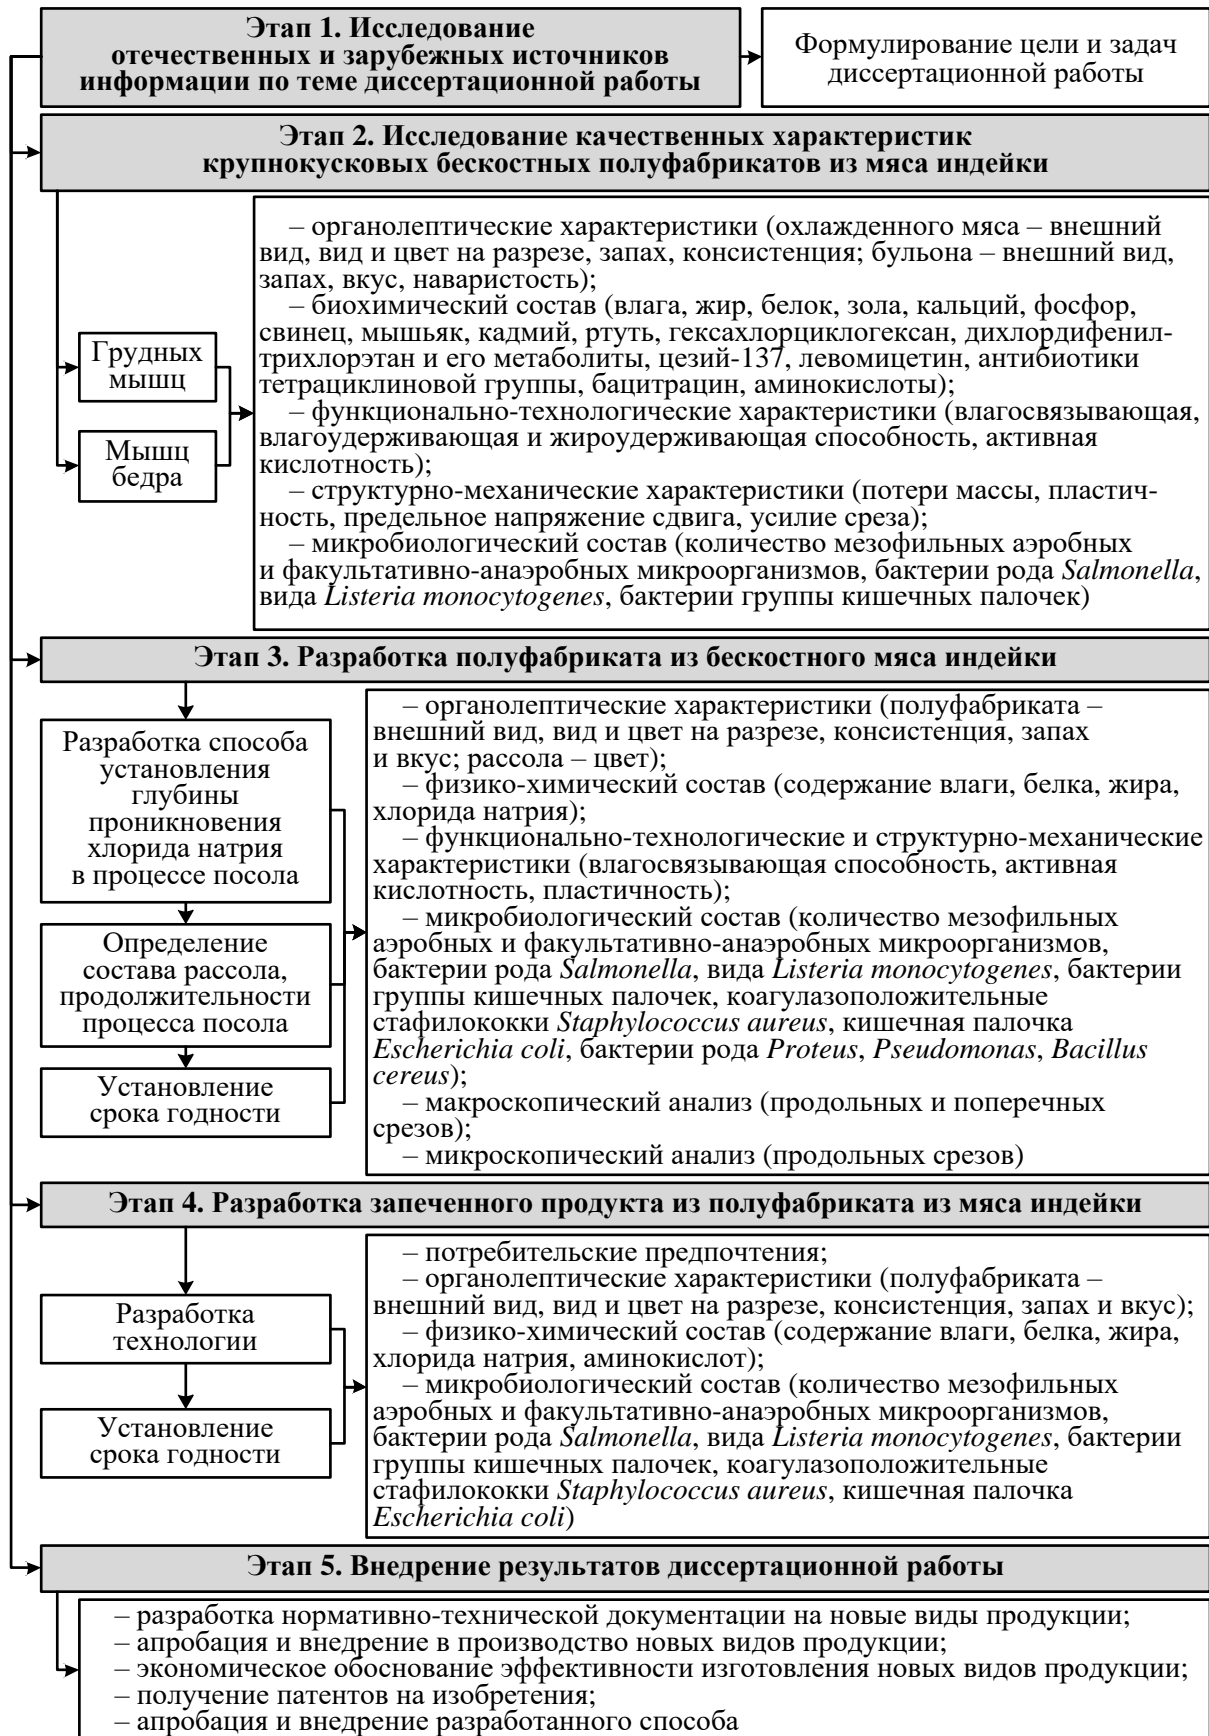 Этап 1. Исследование
отечественных и зарубежных источников
информации по теме диссертационной работы
Формулирование цели и задач
диссертационной работы
Этап 2. Исследование качественных характеристик
крупнокусковых бескостных полуфабрикатов из мяса индейки
Грудных
мышц
Мышц
бедра
– органолептические характеристики (охлажденного мяса – внешний
вид, вид и цвет на разрезе, запах, консистенция; бульона – внешний вид,
запах, вкус, наваристость);
– биохимический состав (влага, жир, белок, зола, кальций, фосфор,
свинец, мышьяк, кадмий, ртуть, гексахлорциклогексан, дихлордифенил-
трихлорэтан и его метаболиты, цезий-137, левомицетин, антибиотики
тетрациклиновой группы, бацитрацин, аминокислоты);
– функционально-технологические характеристики (влагосвязывающая,
влагоудерживающая и жироудерживающая способность, активная
кислотность);
– структурно-механические характеристики (потери массы, пластич-
ность, предельное напряжение сдвига, усилие среза);
– микробиологический состав (количество мезофильных аэробных
и факультативно-анаэробных микроорганизмов, бактерии рода Salmonella,
вида Listeria monocytogenes, бактерии группы кишечных палочек)
Этап 3. Разработка полуфабриката из бескостного мяса индейки
Разработка способа
установления
глубины
проникновения
хлорида натрия
в процессе посола
Определение
состава рассола,
продолжительности
процесса посола
Установление
срока годности
– органолептические характеристики (полуфабриката –
внешний вид, вид и цвет на разрезе, консистенция, запах
и вкус; рассола – цвет);
– физико-химический состав (содержание влаги, белка, жира,
хлорида натрия);
– функционально-технологические и структурно-механические
характеристики (влагосвязывающая способность, активная
кислотность, пластичность);
– микробиологический состав (количество мезофильных
аэробных и факультативно-анаэробных микроорганизмов,
бактерии рода Salmonella, вида Listeria monocytogenes, бактерии
группы кишечных палочек, коагулазоположительные
стафилококки Staphylococcus aureus, кишечная палочка
Escherichia coli, бактерии рода Proteus, Pseudomonas, Bacillus
cereus);
– макроскопический анализ (продольных и поперечных
срезов);
– микроскопический анализ (продольных срезов)
Этап 4. Разработка запеченного продукта из полуфабриката из мяса индейки
Разработка
технологии
Установление
срока годности
– потребительские предпочтения;
– органолептические характеристики (полуфабриката –
внешний вид, вид и цвет на разрезе, консистенция, запах и вкус);
– физико-химический состав (содержание влаги, белка, жира,
хлорида натрия, аминокислот);
– микробиологический состав (количество мезофильных
аэробных и факультативно-анаэробных микроорганизмов,
бактерии рода Salmonella, вида Listeria monocytogenes, бактерии
группы кишечных палочек, коагулазоположительные
стафилококки Staphylococcus aureus, кишечная палочка
Escherichia coli)
Этап 5. Внедрение результатов диссертационной работы
– разработка нормативно-технической документации на новые виды продукции;
– апробация и внедрение в производство новых видов продукции;
– экономическое обоснование эффективности изготовления новых видов продукции;
– получение патентов на изобретения;
– апробация и внедрение разработанного способа